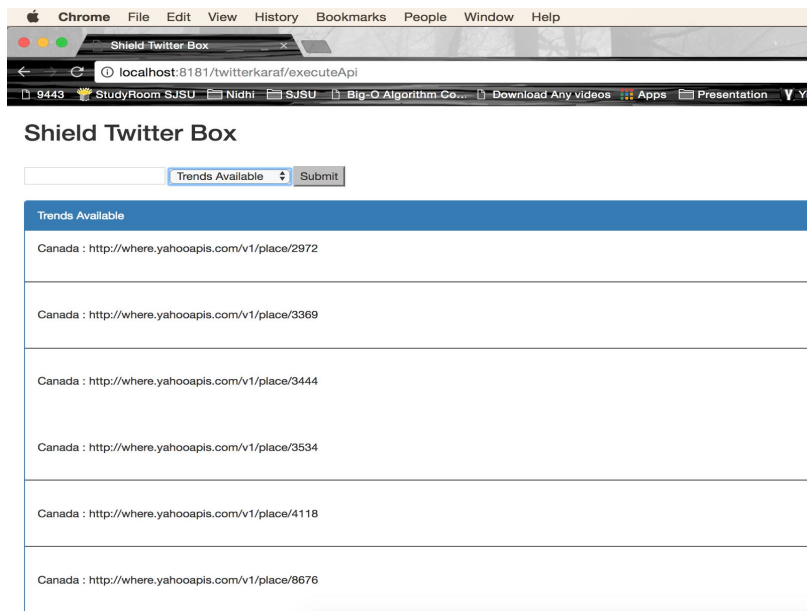 Chrome File Edit View History Bookmarks People Window Help
Shield Twitter Box
localhost:8181/twitterkaraf/executeApi
9443 StudyRoom SJSU Nidhi SJSU Big-O Algorithm Co... Download Any videos Apps Presentation Y
Shield Twitter Box
Trends Available Submit
Trends Available
Canada : http://where.yahooapis.com/v1/place/2972
Canada : http://where.yahooapis.com/v1/place/3369
Canada : http://where.yahooapis.com/v1/place/3444
Canada : http://where.yahooapis.com/v1/place/3534
Canada : http://where.yahooapis.com/v1/place/4118
Canada : http://where.yahooapis.com/v1/place/8676